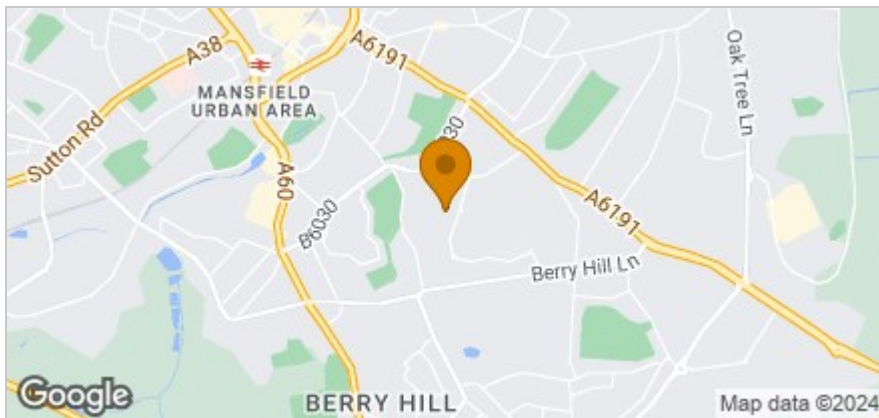 A38
A6191
Oak Tree Ln
MANSFIELD
URBAN AREA
Sutton Rd
A60
B6030
A6191
Berry Hill Ln
BERRY HILL
Google
Map data ©2024